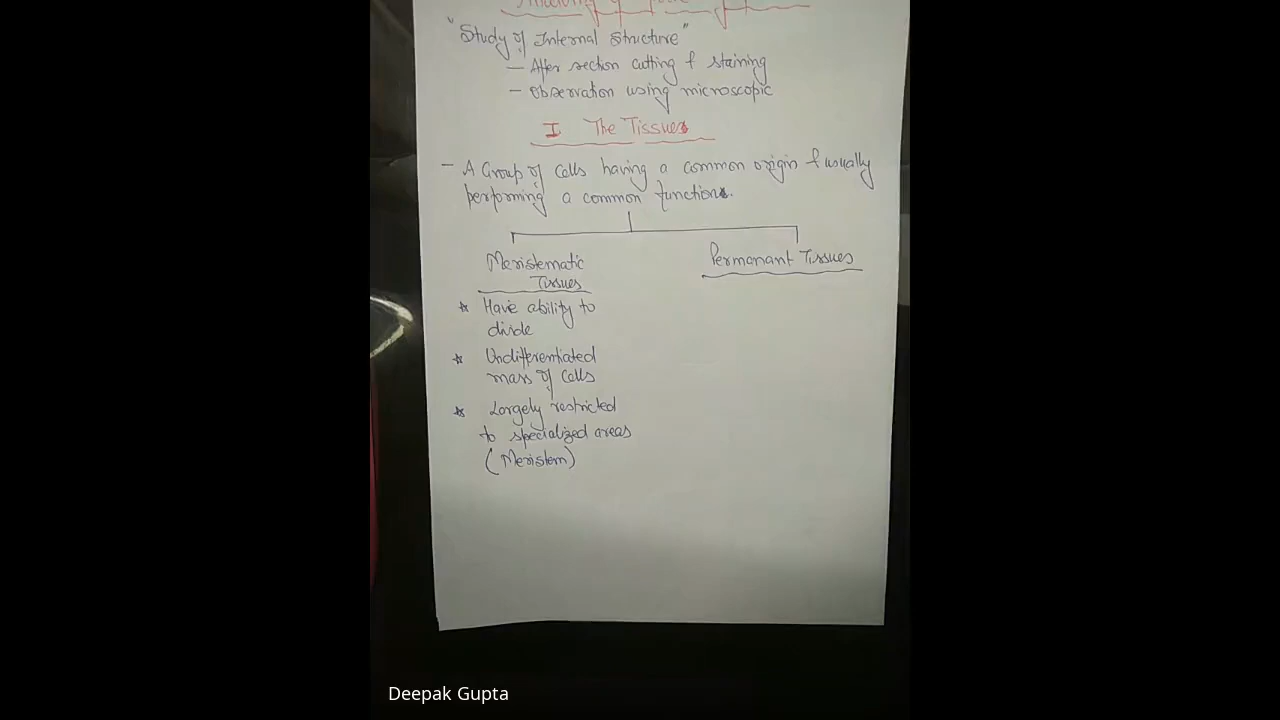 "Study of Internal Structure"
– After section cutting & staining
– Observation using microscopic
I The Tissues
– A Group of Cells having a common origin & usually
performing a common function.
Meristematic
Tissues
Permanant Tissues
* Have ability to
divide
* Undifferentiated
mass of cells
* Largely restricted
to specialized areas
(Meristem)
Deepak Gupta